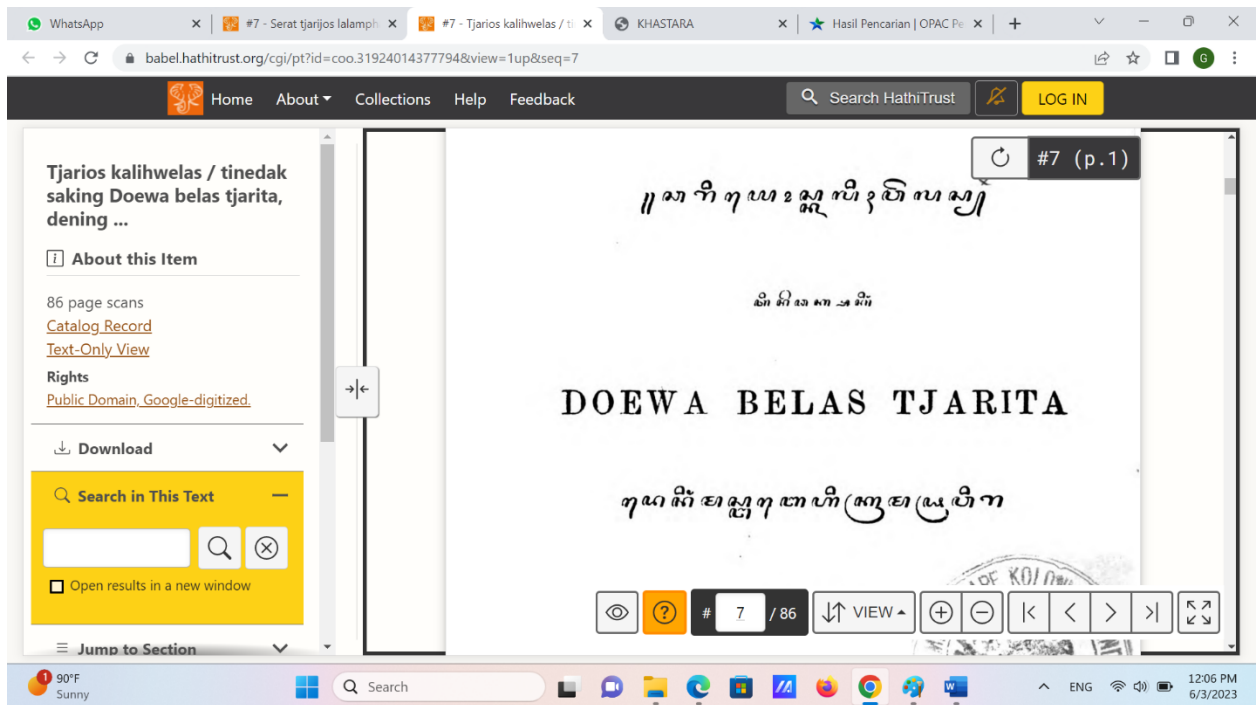 WhatsApp
#7 - Serat tjarijos lalamph
#7 - Tjarios kalihwelas / ti
KHASTARA
Hasil Pencarian | OPAC Pe
babel.hathitrust.org/cgi/pt?id=coo.31924014377794&view=1up&seq=7
G
Home About Collections Help Feedback
Search HathiTrust
LOG IN
Tjarios kalihwelas / tinedak
saking Doewa belas tjarita,
dening ...
About this Item
86 page scans
Catalog Record
Text-Only View
Rights
Public Domain, Google-digitized.
Download
Search in This Text
Open results in a new window
Jump to Section
#7 (p.1)
DOEWA BELAS TJARITA
# 7 / 86
VIEW
1
90°F
Sunny
Search
ENG
12:06 PM
6/3/2023